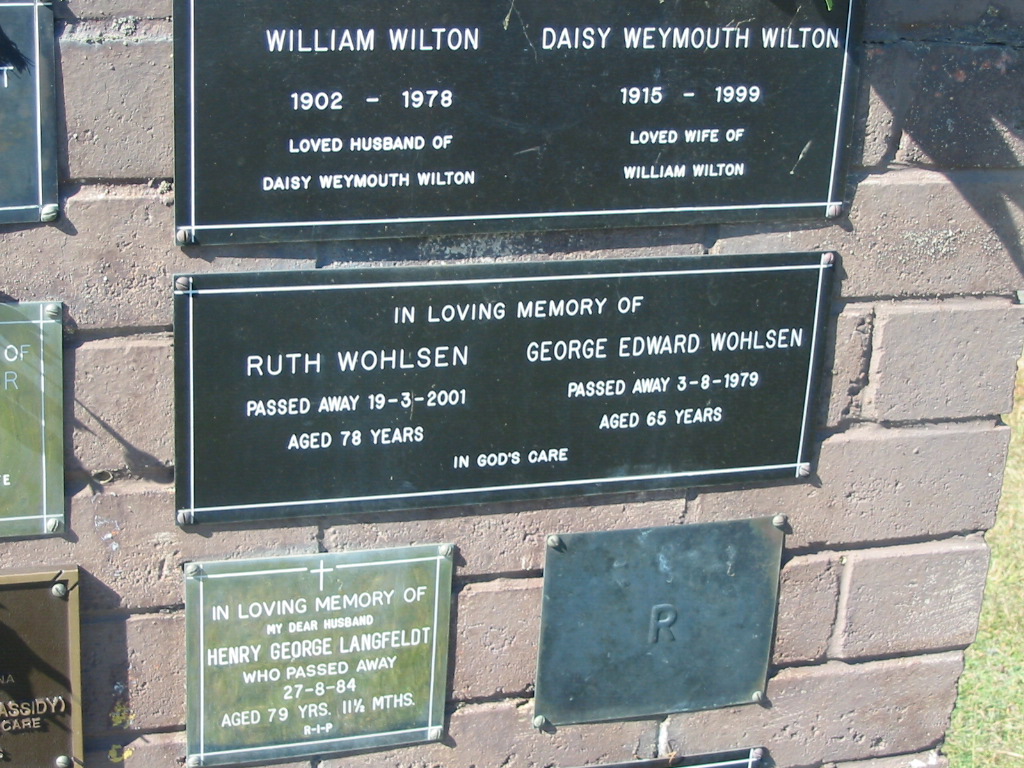 WILLIAM WILTON
1902 - 1978
LOVED HUSBAND OF
DAISY WEYMOUTH WILTON
DAISY WEYMOUTH WILTON
1915 - 1999
LOVED WIFE OF
WILLIAM WILTON
IN LOVING MEMORY OF
RUTH WOHLSEN
PASSED AWAY 19-3-2001
AGED 78 YEARS
GEORGE EDWARD WOHLSEN
PASSED AWAY 3-8-1979
AGED 65 YEARS
IN GOD'S CARE
OF
R
IN LOVING MEMORY OF
MY DEAR HUSBAND
HENRY GEORGE LANGFELDT
WHO PASSED AWAY
27-8-84
AGED 79 YRS. 11½ MTHS.
R-I-P
R
ASSIDY)
CARE